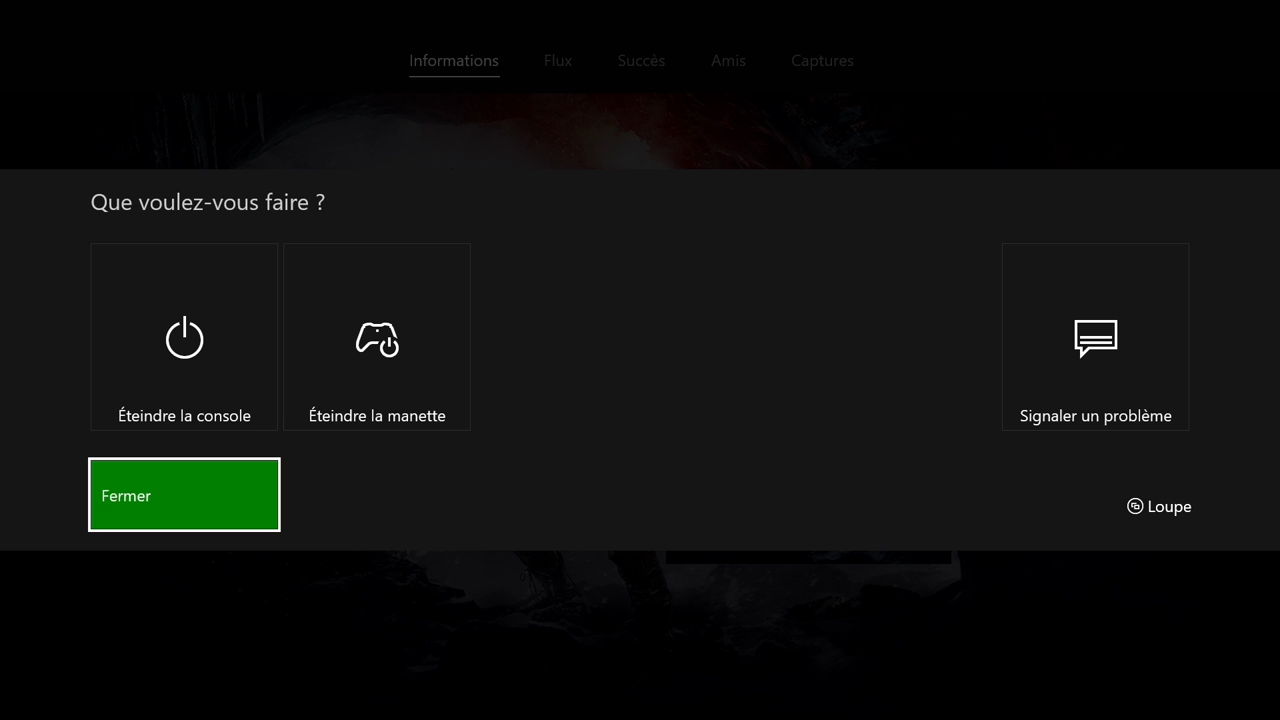 Informations Flux Succès Amis Captures
Que voulez-vous faire ?
Éteindre la console Éteindre la manette Signaler un problème
Fermer
Loupe